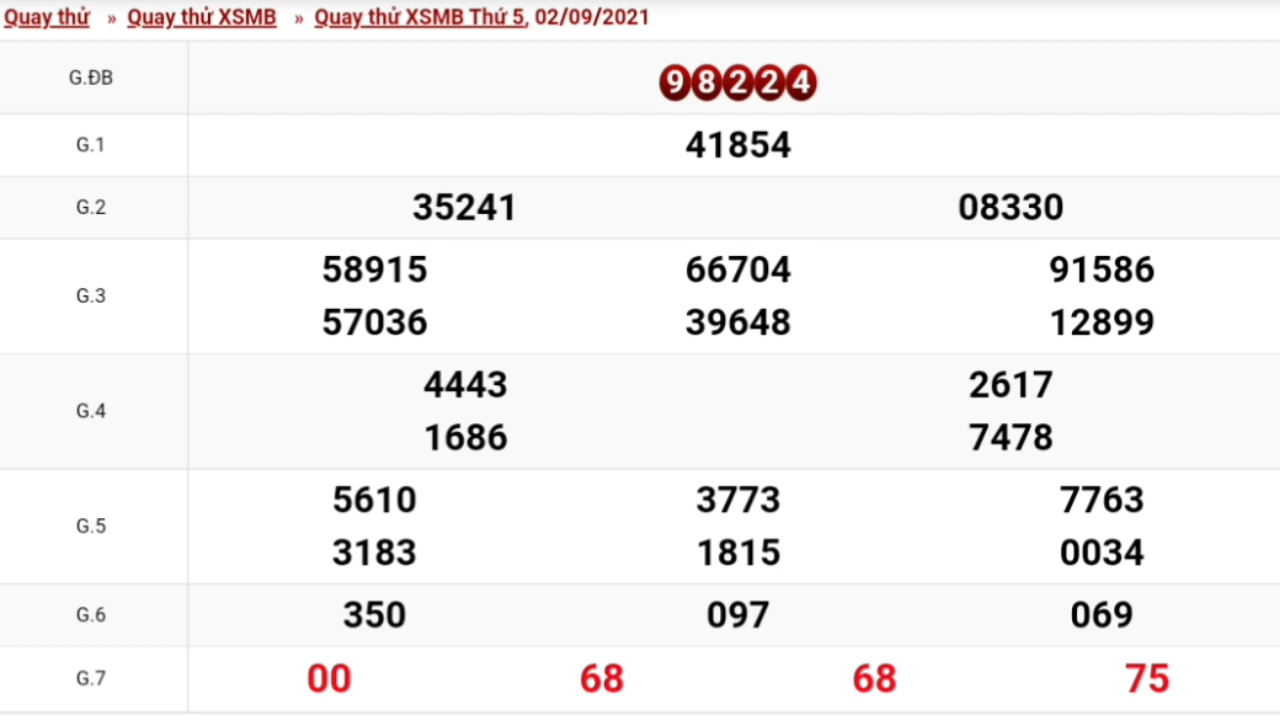 Quay thử » Quay thử XSMB » Quay thử XSMB Thứ 5, 02/09/2021
G.ĐB 98224
G.1 41854
G.2 35241 08330
G.3 58915 66704 91586
57036 39648 12899
G.4 4443 2617
1686 7478
G.5 5610 3773 7763
3183 1815 0034
G.6 350 097 069
G.7 00 68 68 75